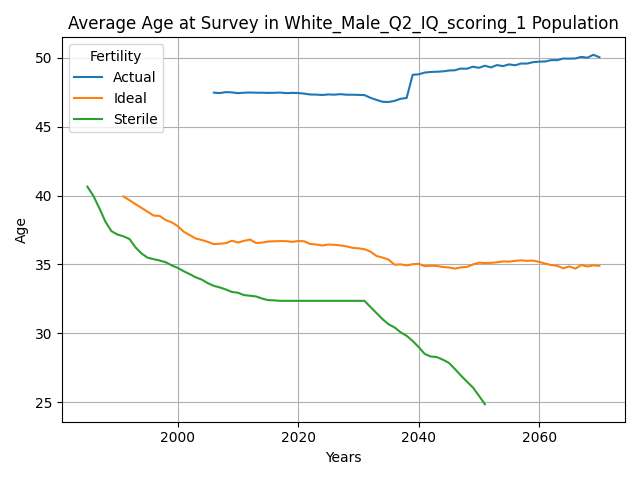 Average Age at Survey in White_Male_Q2_IQ_scoring_1 Population
Fertility
Actual
Ideal
Sterile
50
45
40
35
30
25
Age
2000
2020
2040
2060
Years